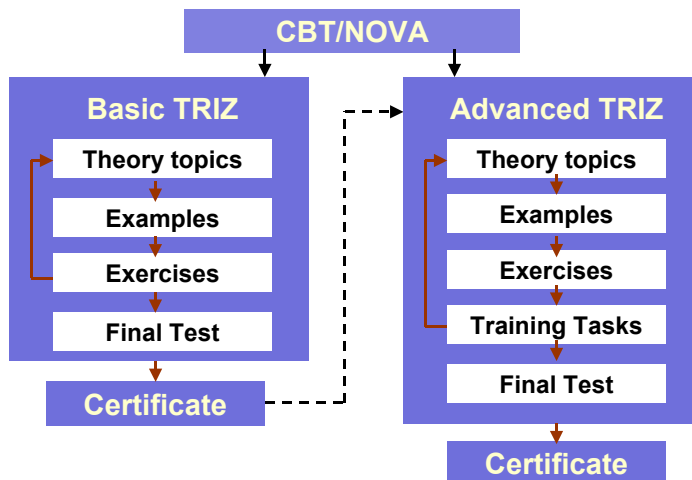 CBT/NOVA
Basic TRIZ
Theory topics
Examples
Exercises
Final Test
Certificate
Advanced TRIZ
Theory topics
Examples
Exercises
Training Tasks
Final Test
Certificate